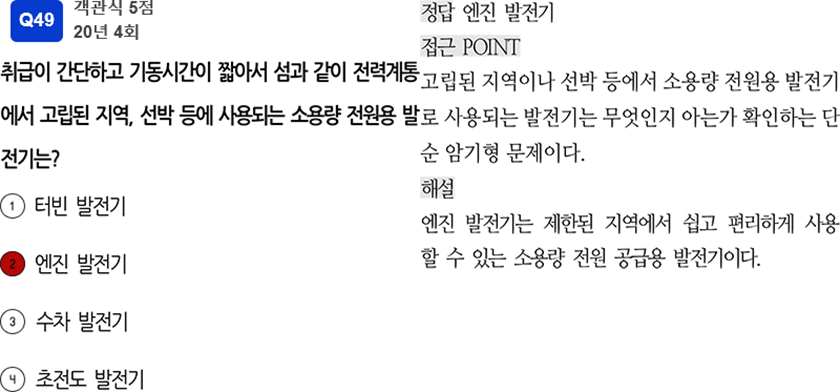 Q49
객관식 5점
20년 4회
취급이 간단하고 기동시간이 짧아서 섬과 같이 전력계통
에서 고립된 지역, 선박 등에 사용되는 소용량 전원용 발
전기는?
① 터빈 발전기
② 엔진 발전기
③ 수차 발전기
④ 초전도 발전기
정답 엔진 발전기
접근 POINT
고립된 지역이나 선박 등에서 소용량 전원용 발전기
로 사용되는 발전기는 무엇인지 아는가 확인하는 단
순 암기형 문제이다.
해설
엔진 발전기는 제한된 지역에서 쉽고 편리하게 사용
할 수 있는 소용량 전원 공급용 발전기이다.